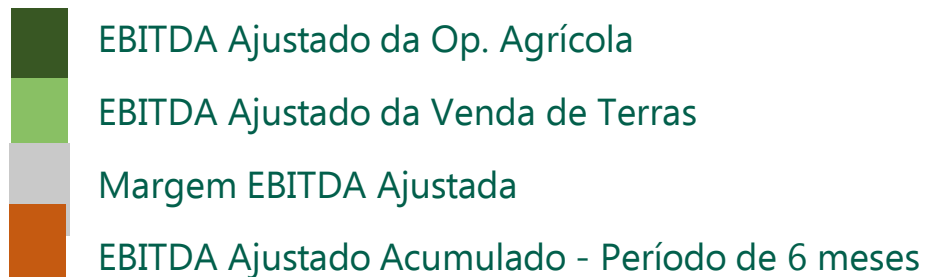 EBITDA Ajustado da Op. Agrícola
EBITDA Ajustado da Venda de Terras
Margem EBITDA Ajustada
EBITDA Ajustado Acumulado - Período de 6 meses